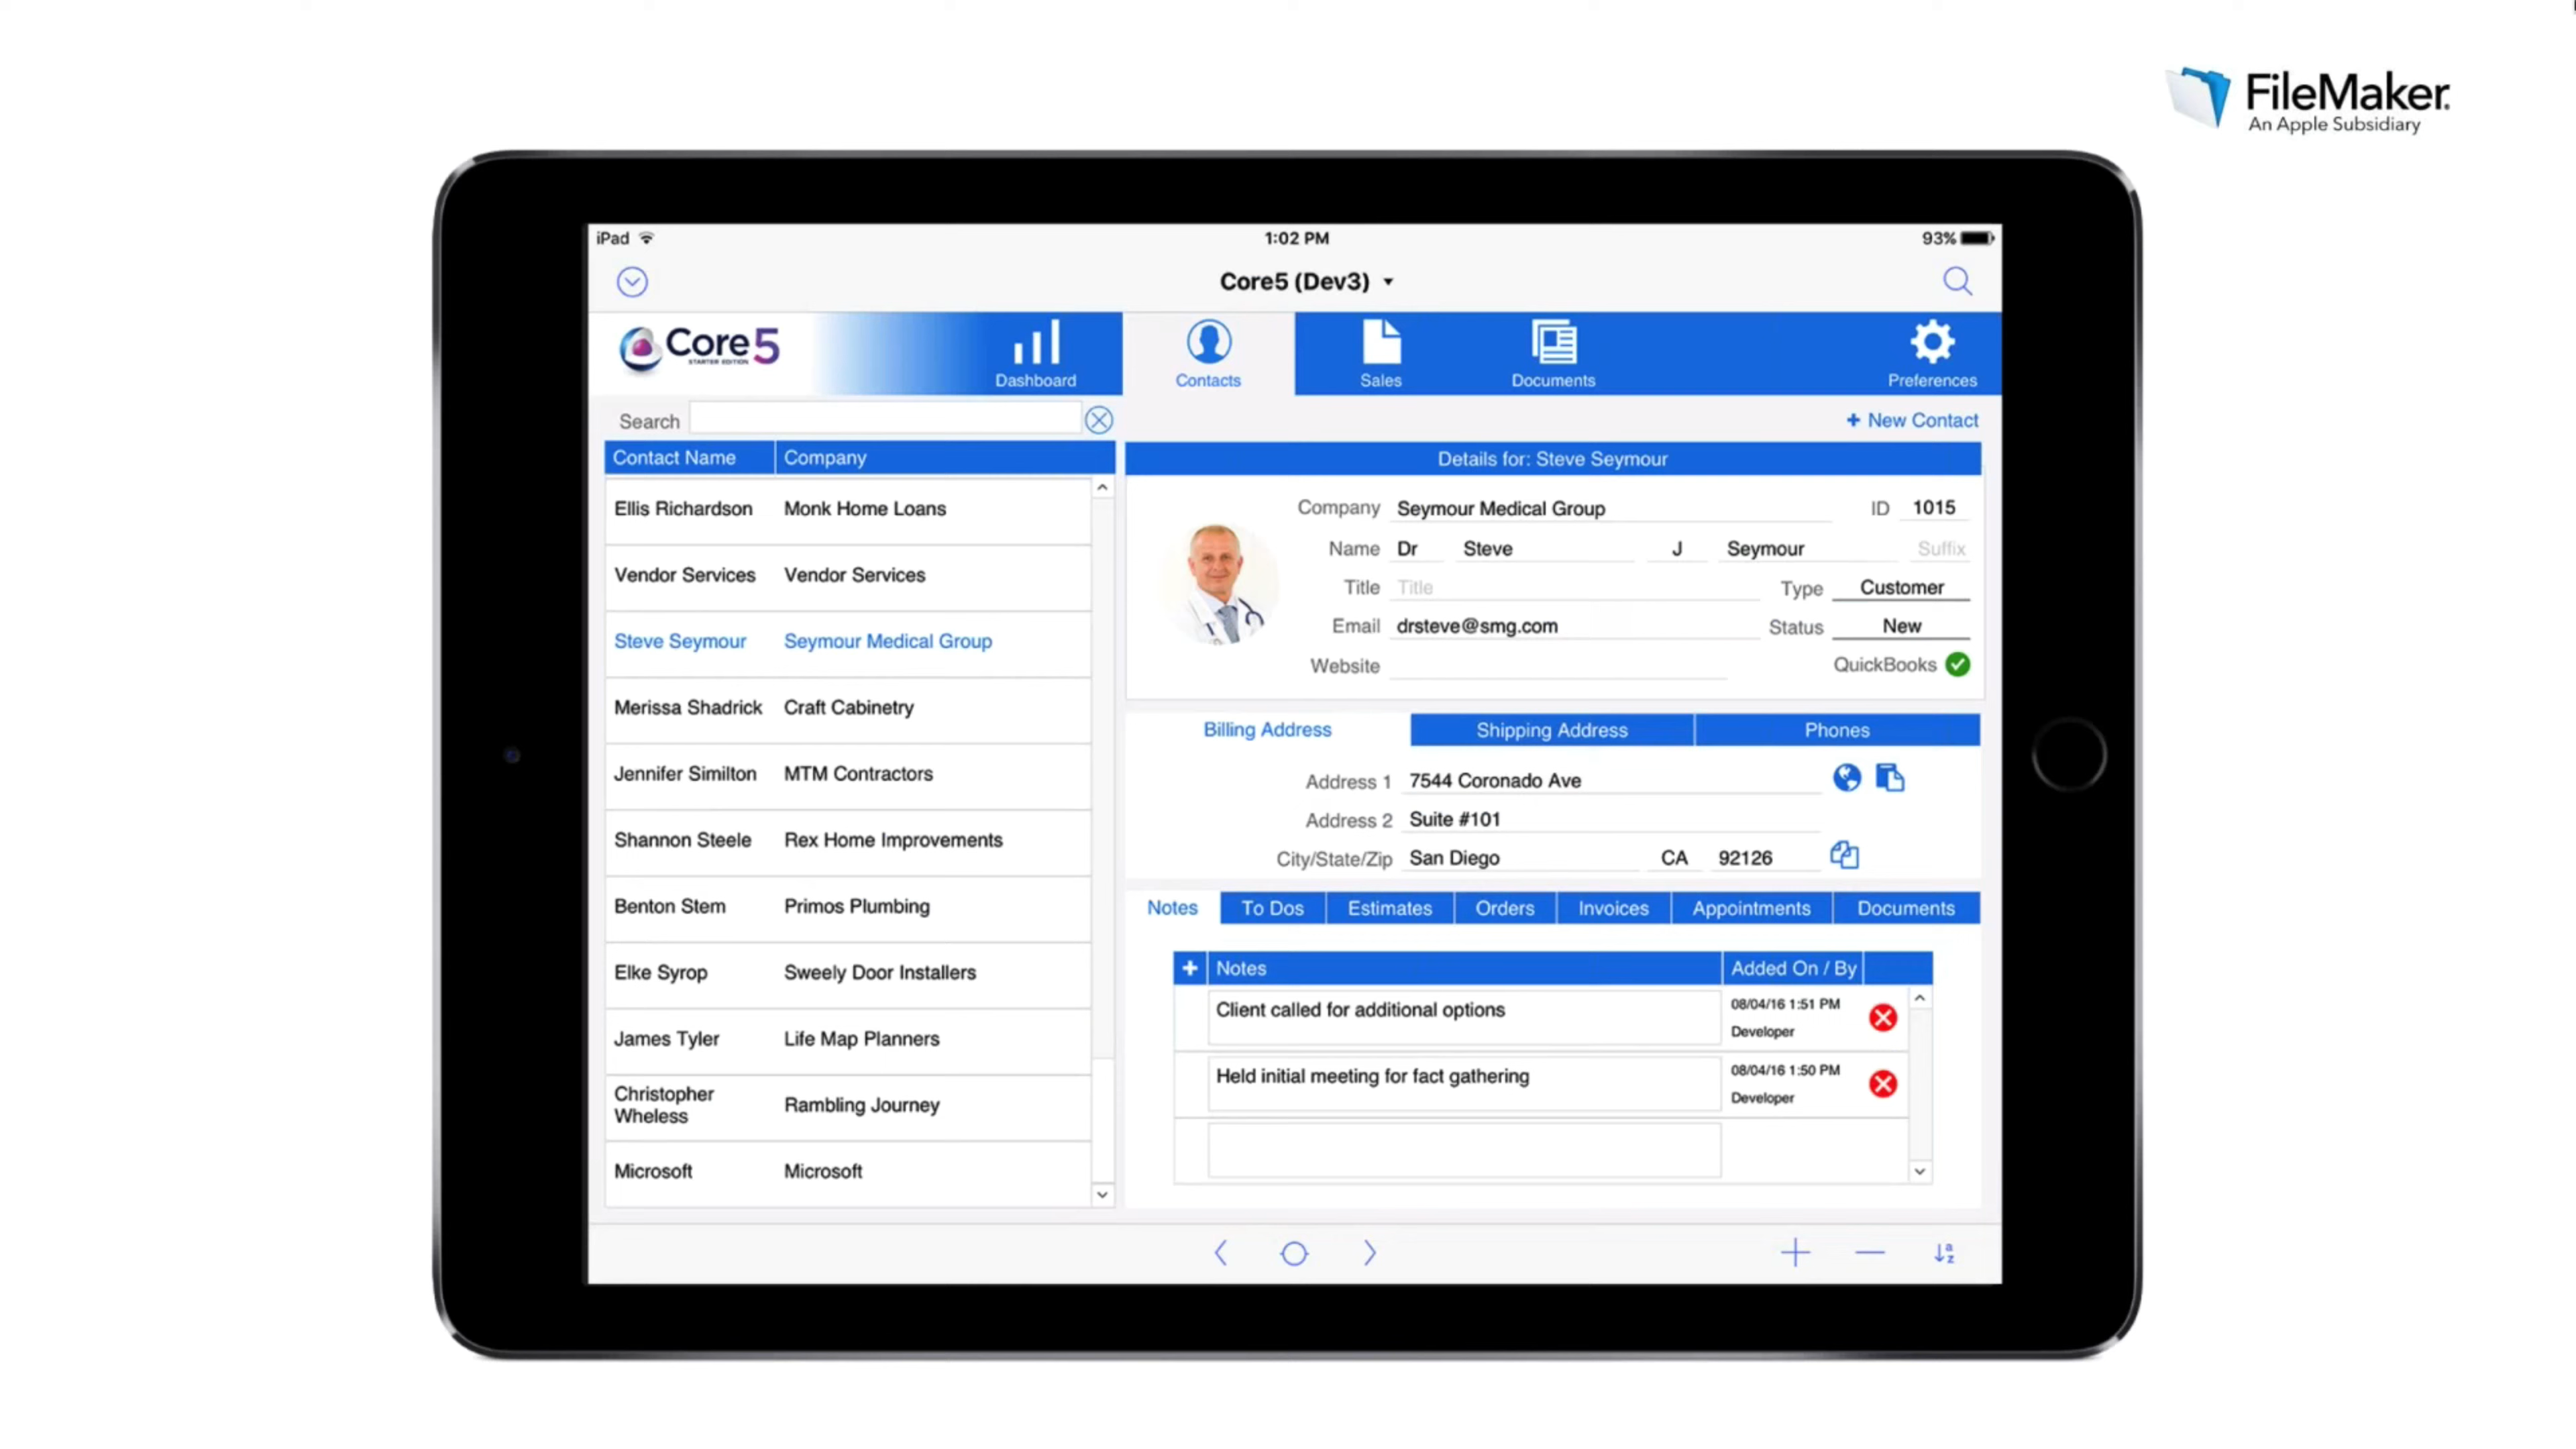 FileMaker.
An Apple Subsidiary
iPad 1:02 PM 93%
Core5 (Dev3)
Core5
STARTER EDITION
Dashboard Contacts Sales Documents Preferences
Search
+ New Contact
Contact Name Company
Ellis Richardson Monk Home Loans
Vendor Services Vendor Services
Steve Seymour Seymour Medical Group
Merissa Shadrick Craft Cabinetry
Jennifer Similton MTM Contractors
Shannon Steele Rex Home Improvements
Benton Stem Primos Plumbing
Elke Syrop Sweely Door Installers
James Tyler Life Map Planners
Christopher
Wheless Rambling Journey
Microsoft Microsoft
Details for: Steve Seymour
Company Seymour Medical Group ID 1015
Name Dr Steve J Seymour Suffix
Title Title Type Customer
Email drsteve@smg.com Status New
Website QuickBooks
Billing Address Shipping Address Phones
Address 1 7544 Coronado Ave
Address 2 Suite #101
City/State/Zip San Diego CA 92126
Notes To Dos Estimates Orders Invoices Appointments Documents
+ Notes Added On / By
Client called for additional options 08/04/16 1:51 PM
Developer
Held initial meeting for fact gathering 08/04/16 1:50 PM
Developer
a
z